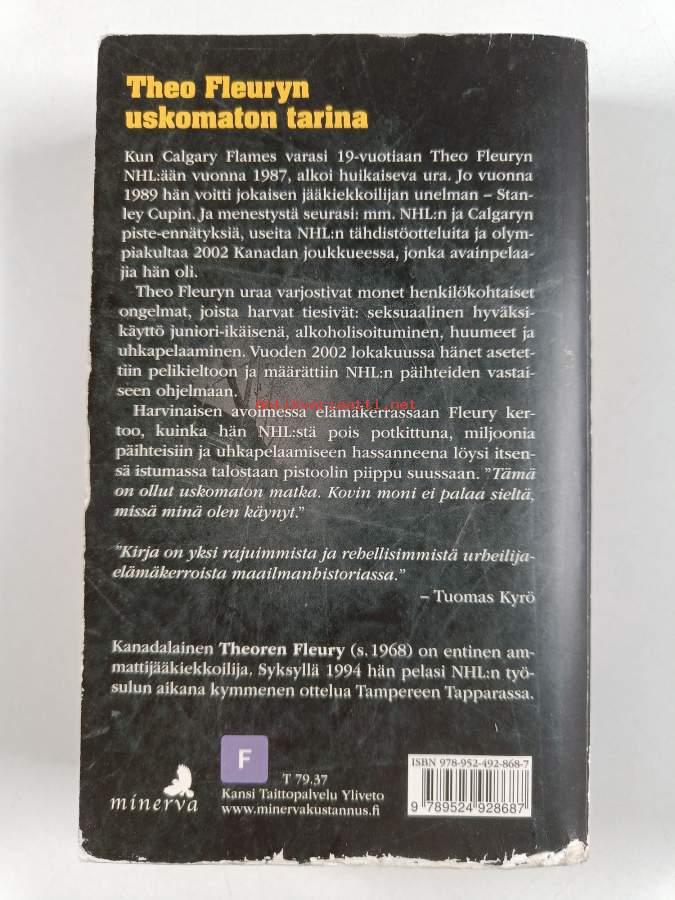 Theo Fleuryn
uskomaton tarina
Kun Calgary Flames varasi 19-vuotiaan Theo Fleuryn
NHL:ään vuonna 1987, alkoi huikaiseva ura. Jo vuonna
1989 hän voitti jokaisen jääkiekkoilijan unelman – Stan-
ley Cupin. Ja menestystä seurasi: mm. NHL:n ja Calgaryn
piste-ennätyksiä, useita NHL:n tähdistöotteluita ja olym-
piakultaa 2002 Kanadan joukkueessa, jonka avainpelaa-
jia hän oli.
Theo Fleuryn uraa varjostivat monet henkilökohtaiset
ongelmat, joista harvat tiesivät: seksuaalinen hyväksi-
käyttö juniori-ikäisenä, alkoholisoituminen, huumeet ja
uhkapelaaminen. Vuoden 2002 lokakuussa hänet asetet-
tiin pelikieltoon ja määrättiin NHL:n päihteiden vastai-
seen ohjelmaan.
antikvariaatti.net
Harvinaisen avoimessa elämäkerrassaan Fleury ker-
too, kuinka hän NHL:stä pois potkittuna, miljoonia
päihteisiin ja uhkapelaamiseen hassanneena löysi itsen-
sä istumassa talostaan pistoolin piippu suussaan. ”Tämä
on ollut uskomaton matka. Kovin moni ei palaa sieltä,
missä minä olen käynyt.”
”Kirja on yksi rajuimmista ja rehellisimmistä urheilija-
elämäkerroista maailmanhistoriassa.”
– Tuomas Kyrö
Kanadalainen Theoren Fleury (s.1968) on entinen am-
mattijääkiekkoilija. Syksyllä 1994 hän pelasi NHL:n työ-
sulun aikana kymmenen ottelua Tampereen Tapparassa.
minerva
F
T 79.37
Kansi Taittopalvelu Yliveto
www.minervakustannus.fi
ISBN 978-952-492-868-7
9 789524 928687